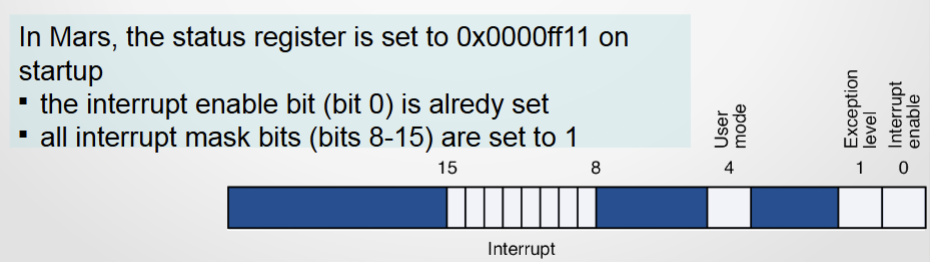 In Mars, the status register is set to 0x0000ff11 on
startup
▪ the interrupt enable bit (bit 0) is alredy set
▪ all interrupt mask bits (bits 8-15) are set to 1
User
mode
Exception
level
Interrupt
enable
15 8 4 1 0
Interrupt